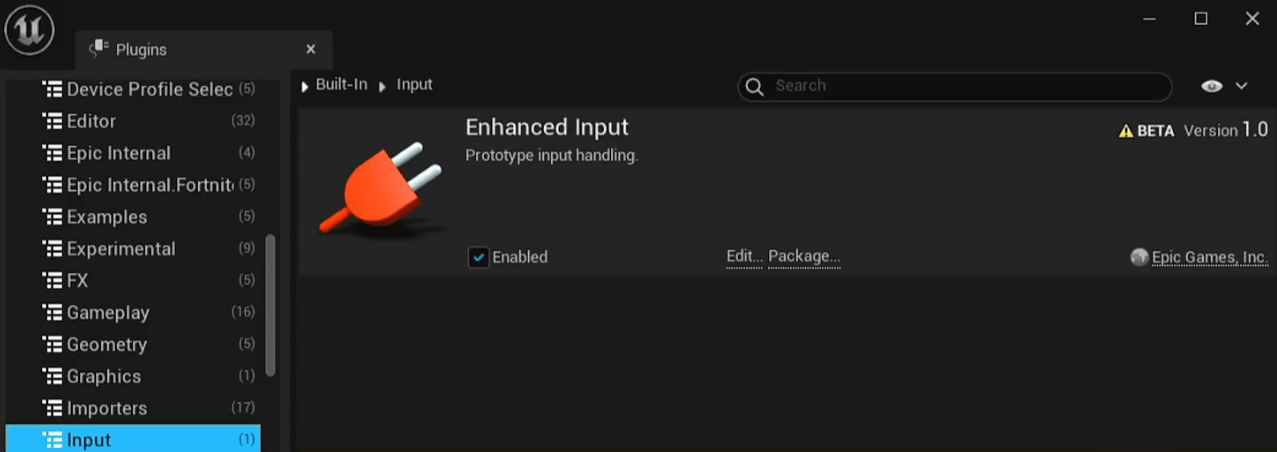 Plugins
Device Profile Selec (5)
Editor (32)
Epic Internal (4)
Epic Internal.Fortnit (5)
Examples (5)
Experimental (9)
FX (5)
Gameplay (16)
Geometry (5)
Graphics (1)
Importers (17)
Input (1)
Built-In Input
Search
Enhanced Input
BETA Version 1.0
Prototype input handling.
Enabled Edit... Package... Epic Games, Inc.